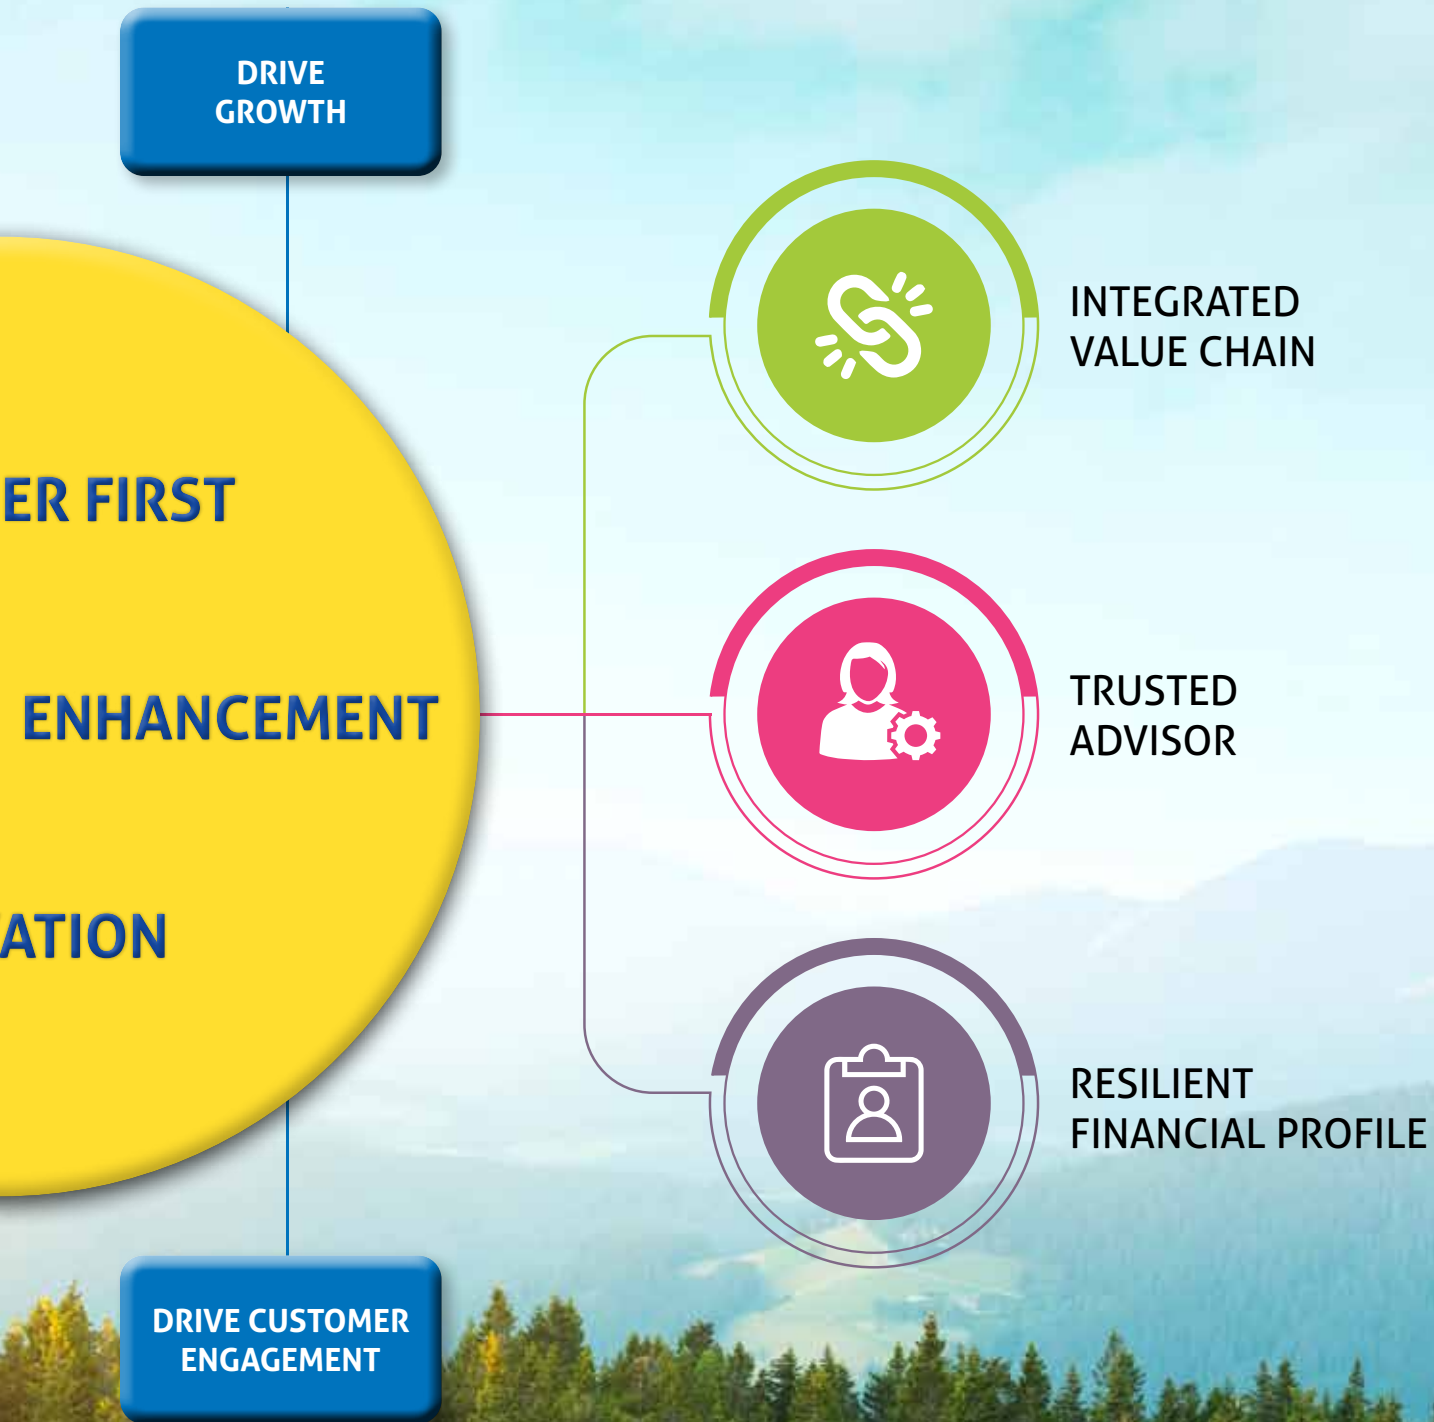 DRIVE
GROWTH
INTEGRATED
VALUE CHAIN
ER FIRST
TRUSTED
ADVISOR
ENHANCEMENT
ATION
RESILIENT
FINANCIAL PROFILE
DRIVE CUSTOMER
ENGAGEMENT